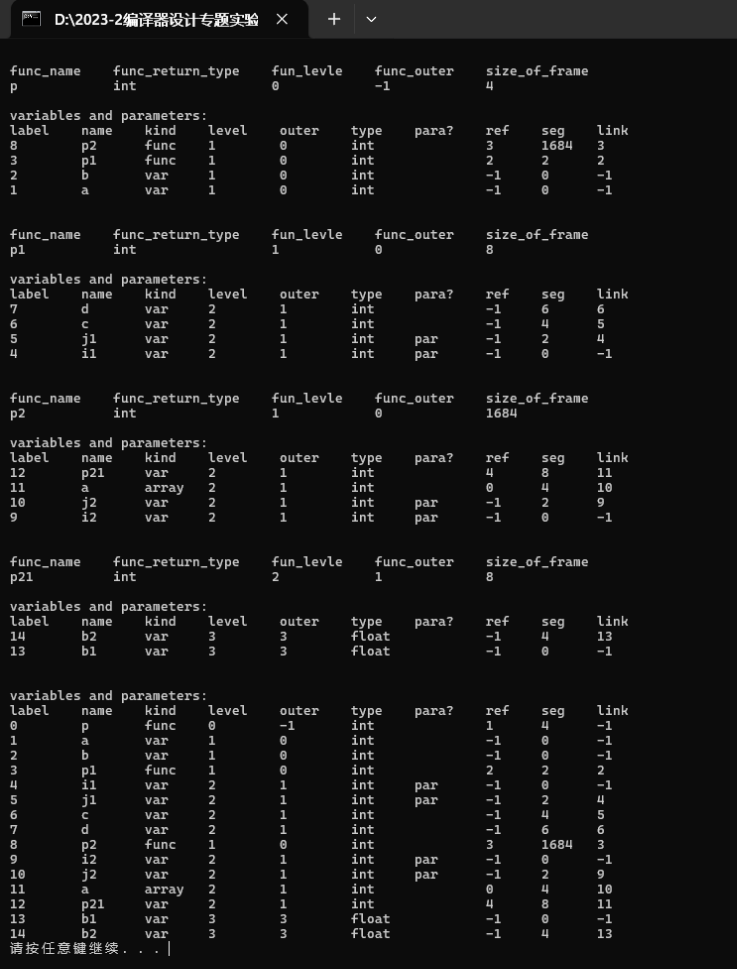 D:\2023-2编译器设计专题实验
func_name func_return_type fun_levle func_outer size_of_frame
p int 0 -1 4
variables and parameters:
label name kind level outer type para? ref seg link
8 p2 func 1 0 int 3 1684 3
3 p1 func 1 0 int 2 2 2
2 b var 1 0 int -1 0 -1
1 a var 1 0 int -1 0 -1
func_name func_return_type fun_levle func_outer size_of_frame
p1 int 1 0 8
variables and parameters:
label name kind level outer type para? ref seg link
7 d var 2 1 int -1 6 6
6 c var 2 1 int -1 4 5
5 j1 var 2 1 int par -1 2 4
4 i1 var 2 1 int par -1 0 -1
func_name func_return_type fun_levle func_outer size_of_frame
p2 int 1 0 1684
variables and parameters:
label name kind level outer type para? ref seg link
12 p21 var 2 1 int 4 8 11
11 a array 2 1 int 0 4 10
10 j2 var 2 1 int par -1 2 9
9 i2 var 2 1 int par -1 0 -1
func_name func_return_type fun_levle func_outer size_of_frame
p21 int 2 1 8
variables and parameters:
label name kind level outer type para? ref seg link
14 b2 var 3 3 float -1 4 13
13 b1 var 3 3 float -1 0 -1
variables and parameters:
label name kind level outer type para? ref seg link
0 p func 0 -1 int 1 4 -1
1 a var 1 0 int -1 0 -1
2 b var 1 0 int -1 0 -1
3 p1 func 1 0 int 2 2 2
4 i1 var 2 1 int par -1 0 -1
5 j1 var 2 1 int par -1 2 4
6 c var 2 1 int -1 4 5
7 d var 2 1 int -1 6 6
8 p2 func 1 0 int 3 1684 3
9 i2 var 2 1 int par -1 0 -1
10 j2 var 2 1 int par -1 2 9
11 a array 2 1 int 0 4 10
12 p21 var 2 1 int 4 8 11
13 b1 var 3 3 float -1 0 -1
14 b2 var 3 3 float -1 4 13
请按任意键继续. . .